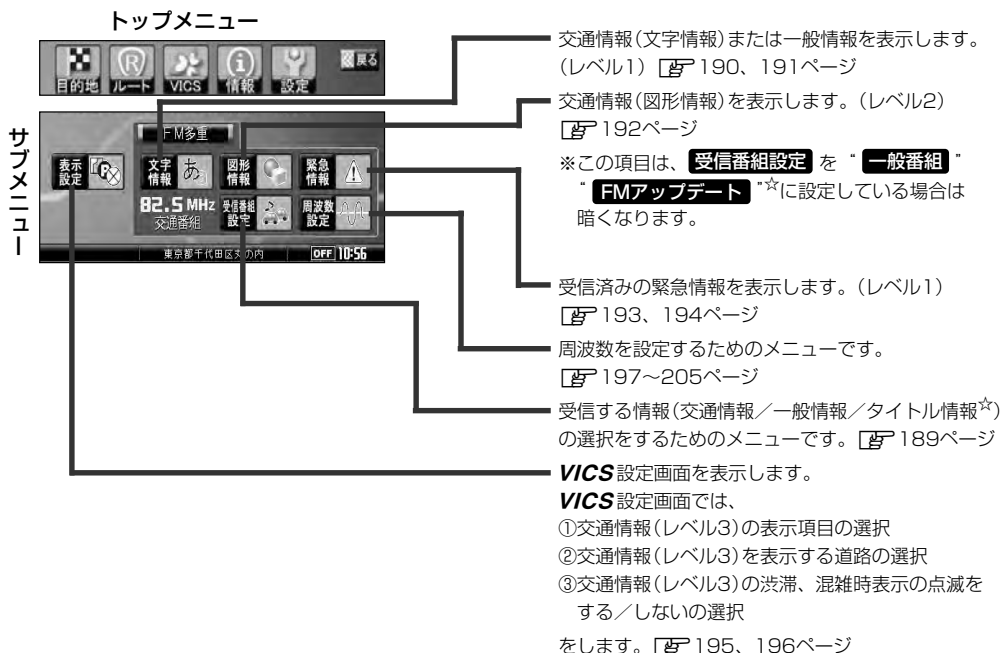 トップメニュー
目的地 ルート VICS 情報 設定 戻る
サブメニュー
FM多重
表示設定 文字情報 図形情報 緊急情報
82.5 MHz 受信番組設定 周波数設定
交通番組
東京都千代田区丸の内 OFF 10:56
交通情報(文字情報)または一般情報を表示します。
(レベル1) 190、191ページ
交通情報(図形情報)を表示します。(レベル2)
192ページ
※この項目は、 受信番組設定 を “ 一般番組 ”
“ FMアップデート ”☆に設定している場合は
暗くなります。
受信済みの緊急情報を表示します。(レベル1)
193、194ページ
周波数を設定するためのメニューです。
197〜205ページ
受信する情報(交通情報/一般情報/タイトル情報☆)
の選択をするためのメニューです。 189ページ
VICS 設定画面を表示します。
VICS 設定画面では、
①交通情報(レベル3)の表示項目の選択
②交通情報(レベル3)を表示する道路の選択
③交通情報(レベル3)の渋滞、混雑時表示の点滅を
する/しないの選択
をします。 195、196ページ